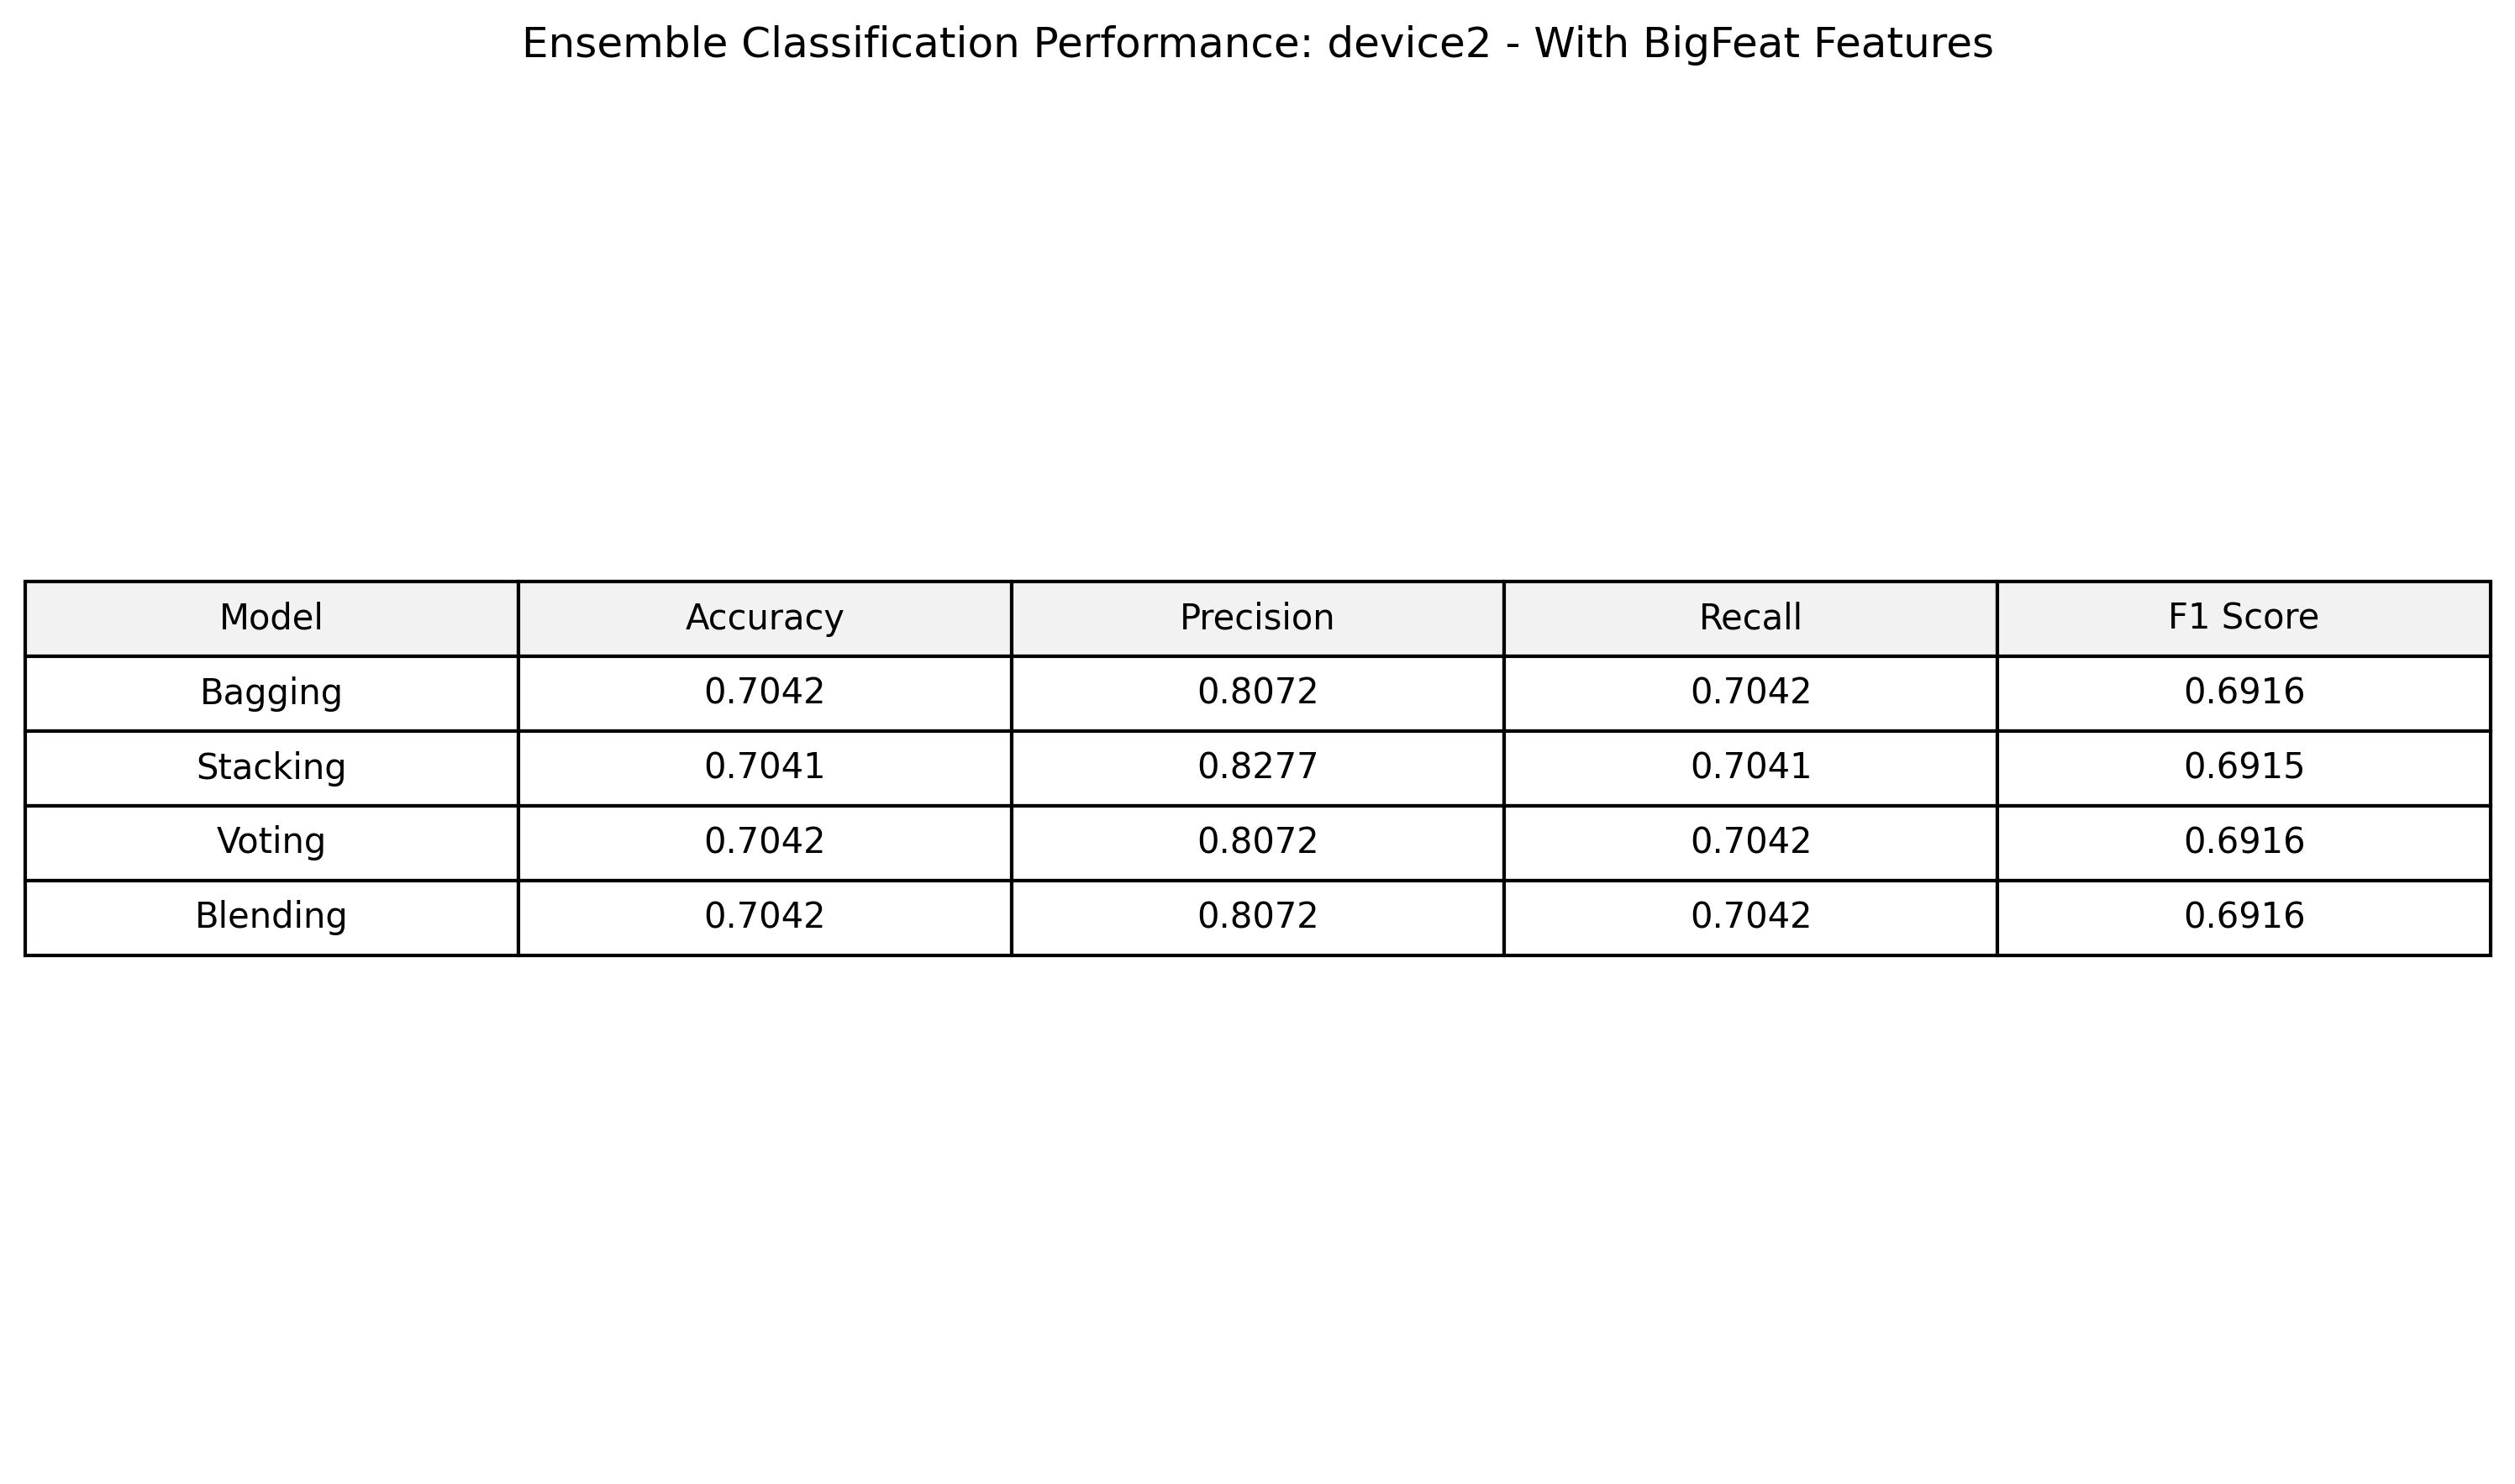 Ensemble Classification Performance: device2 - With BigFeat Features
Model Accuracy Precision Recall F1 Score
Bagging 0.7042 0.8072 0.7042 0.6916
Stacking 0.7041 0.8277 0.7041 0.6915
Voting 0.7042 0.8072 0.7042 0.6916
Blending 0.7042 0.8072 0.7042 0.6916